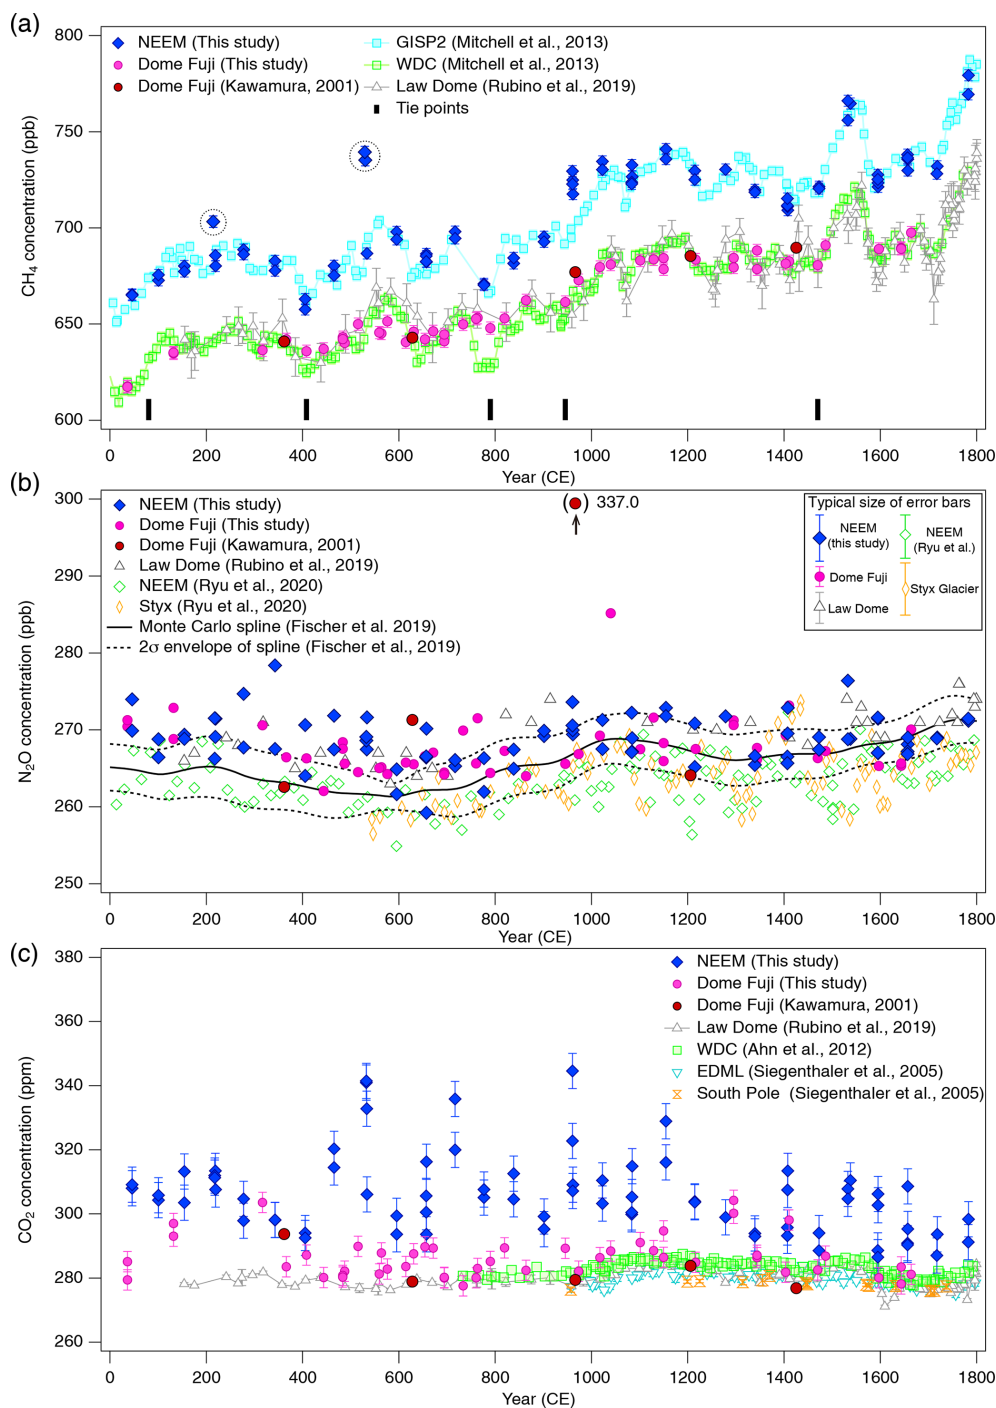 (a)
800
750
700
650
600
CH4 concentration (ppb)
NEEM (This study)
Dome Fuji (This study)
Dome Fuji (Kawamura, 2001)
GISP2 (Mitchell et al., 2013)
WDC (Mitchell et al., 2013)
Law Dome (Rubino et al., 2019)
Tie points
0 200 400 600 800 1000 1200 1400 1600 1800
Year (CE)
(b)
300
290
280
270
260
250
N2O concentration (ppb)
NEEM (This study)
Dome Fuji (This study)
Dome Fuji (Kawamura, 2001)
Law Dome (Rubino et al., 2019)
NEEM (Ryu et al., 2020)
Styx (Ryu et al., 2020)
Monte Carlo spline (Fischer et al. 2019)
2σ envelope of spline (Fischer et al., 2019)
( ) 337.0
Typical size of error bars
NEEM
(this study)
NEEM
(Ryu et al.)
Dome Fuji
Styx Glacier
Law Dome
0 200 400 600 800 1000 1200 1400 1600 1800
Year (CE)
(c)
380
360
340
320
300
280
260
CO2 concentration (ppm)
NEEM (This study)
Dome Fuji (This study)
Dome Fuji (Kawamura, 2001)
Law Dome (Rubino et al., 2019)
WDC (Ahn et al., 2012)
EDML (Siegenthaler et al., 2005)
South Pole (Siegenthaler et al., 2005)
0 200 400 600 800 1000 1200 1400 1600 1800
Year (CE)